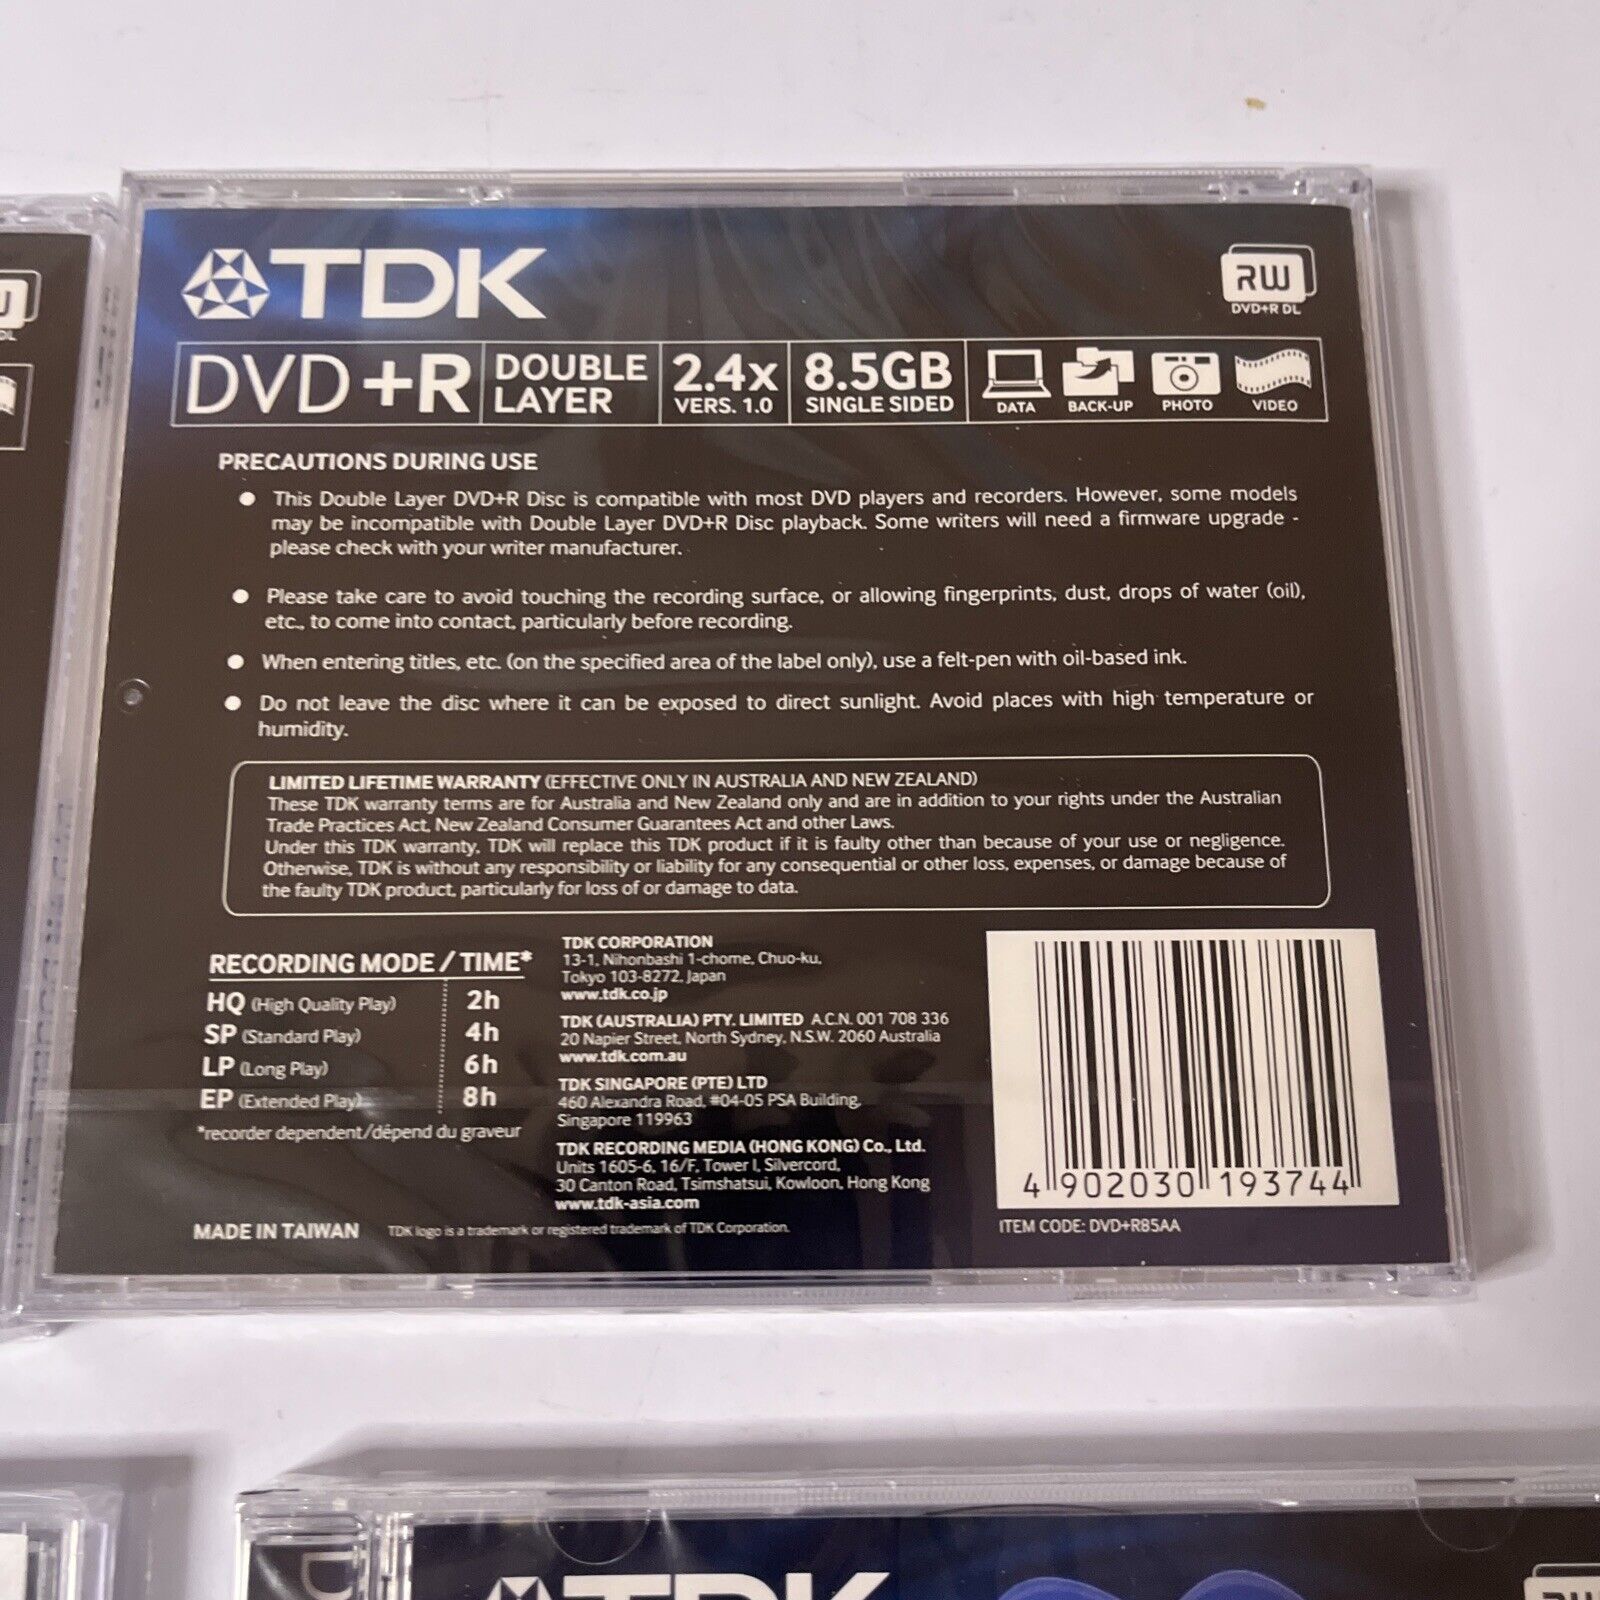 TDK
RW
DVD+R DL
DVD+R
DOUBLE
LAYER
2.4x
VERS. 1.0
8.5GB
SINGLE SIDED
DATA
BACK-UP
PHOTO
VIDEO
PRECAUTIONS DURING USE
This Double Layer DVD+R Disc is compatible with most DVD players and recorders. However, some models
may be incompatible with Double Layer DVD+R Disc playback. Some writers will need a firmware upgrade -
please check with your writer manufacturer.
Please take care to avoid touching the recording surface, or allowing fingerprints, dust, drops of water (oil),
etc., to come into contact, particularly before recording.
When entering titles, etc. (on the specified area of the label only), use a felt-pen with oil-based ink.
Do not leave the disc where it can be exposed to direct sunlight. Avoid places with high temperature or
humidity.
LIMITED LIFETIME WARRANTY (EFFECTIVE ONLY IN AUSTRALIA AND NEW ZEALAND)
These TDK warranty terms are for Australia and New Zealand only and are in addition to your rights under the Australian
Trade Practices Act, New Zealand Consumer Guarantees Act and other Laws.
Under this TDK warranty, TDK will replace this TDK product if it is faulty other than because of your use or negligence.
Otherwise, TDK is without any responsibility or liability for any consequential or other loss, expenses, or damage because of
the faulty TDK product, particularly for loss of or damage to data.
RECORDING MODE / TIME*
HQ (High Quality Play) 2h
SP (Standard Play) 4h
LP (Long Play) 6h
EP (Extended Play) 8h
*recorder dependent/dépend du graveur
TDK CORPORATION
13-1, Nihonbashi 1-chome, Chuo-ku,
Tokyo 103-8272, Japan
www.tdk.co.jp
TDK (AUSTRALIA) PTY. LIMITED A.C.N. 001 708 336
20 Napier Street, North Sydney, N.S.W. 2060 Australia
www.tdk.com.au
TDK SINGAPORE (PTE) LTD
460 Alexandra Road, #04-05 PSA Building,
Singapore 119963
TDK RECORDING MEDIA (HONG KONG) Co., Ltd.
Units 1605-6, 16/F, Tower I, Silvercord,
30 Canton Road, Tsimshatsui, Kowloon, Hong Kong
www.tdk-asia.com
4 902030 193744
ITEM CODE: DVD+R85AA
MADE IN TAIWAN
TDK logo is a trademark or registered trademark of TDK Corporation.
TDK